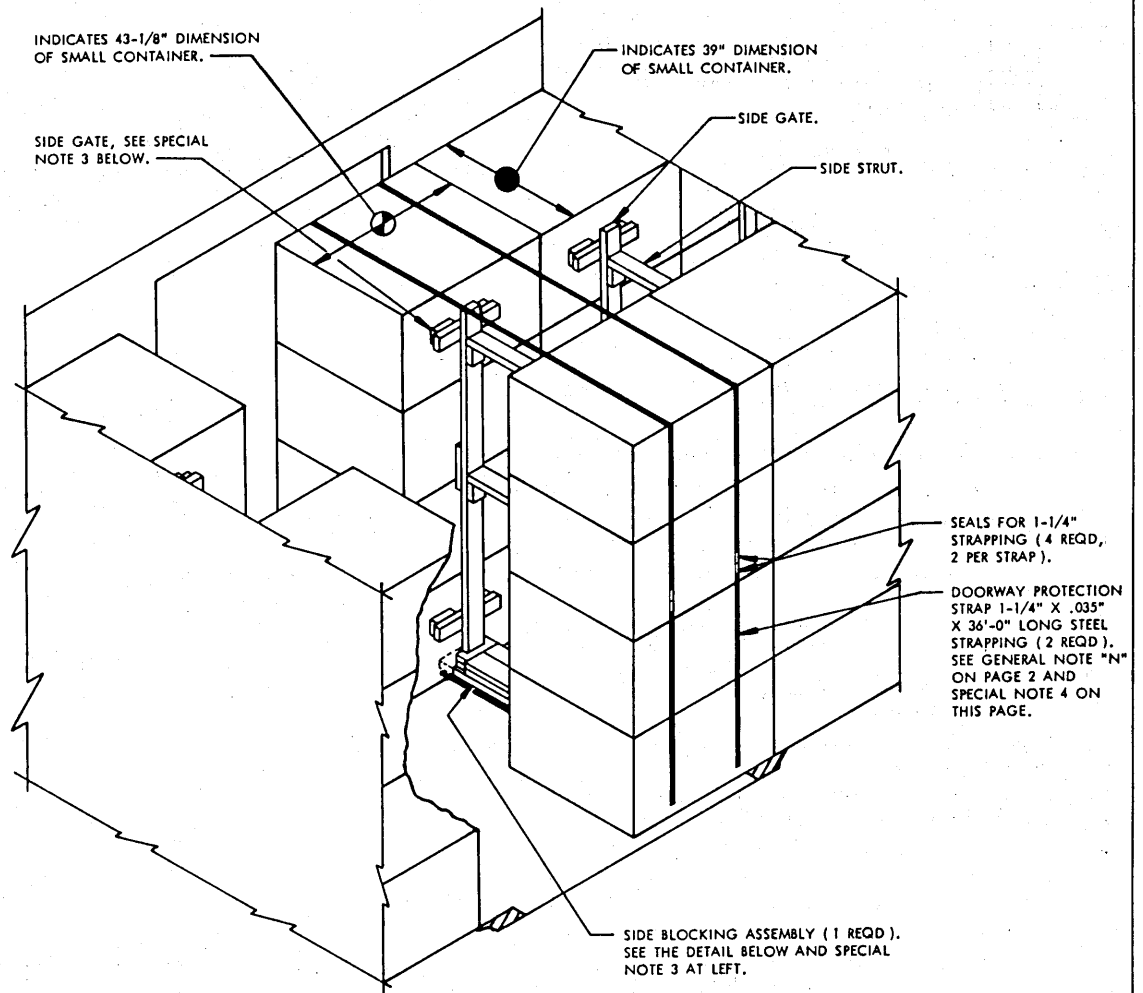 INDICATES 43-1/8" DIMENSION
OF SMALL CONTAINER.
INDICATES 39" DIMENSION
OF SMALL CONTAINER.
SIDE GATE, SEE SPECIAL
NOTE 3 BELOW.
SIDE GATE.
SIDE STRUT.
SEALS FOR 1-1/4"
STRAPPING (4 REQD,
2 PER STRAP).
DOORWAY PROTECTION
STRAP 1-1/4" X .035"
X 36'-0" LONG STEEL
STRAPPING (2 REQD).
SEE GENERAL NOTE "N"
ON PAGE 2 AND
SPECIAL NOTE 4 ON
THIS PAGE.
SIDE BLOCKING ASSEMBLY (1 REQD).
SEE THE DETAIL BELOW AND SPECIAL
NOTE 3 AT LEFT.